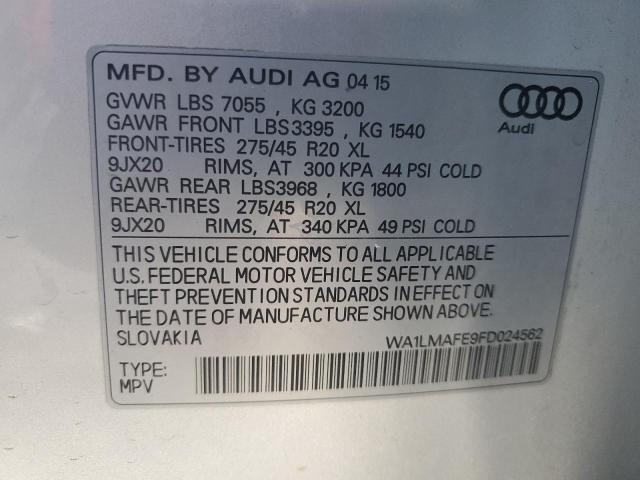 MFD. BY AUDI AG 04 15
GVWR LBS 7055 , KG 3200
GAWR FRONT LBS3395 , KG 1540
FRONT-TIRES 275/45 R20 XL
9JX20 RIMS, AT 300 KPA 44 PSI COLD
GAWR REAR LBS3968 , KG 1800
REAR-TIRES 275/45 R20 XL
9JX20 RIMS, AT 340 KPA 49 PSI COLD
Audi
THIS VEHICLE CONFORMS TO ALL APPLICABLE
U.S. FEDERAL MOTOR VEHICLE SAFETY AND
THEFT PREVENTION STANDARDS IN EFFECT ON
THE DATE OF MANUFACTURE SHOWN ABOVE.
SLOVAKIA
WA1LMAFE9FD024562
TYPE:
MPV